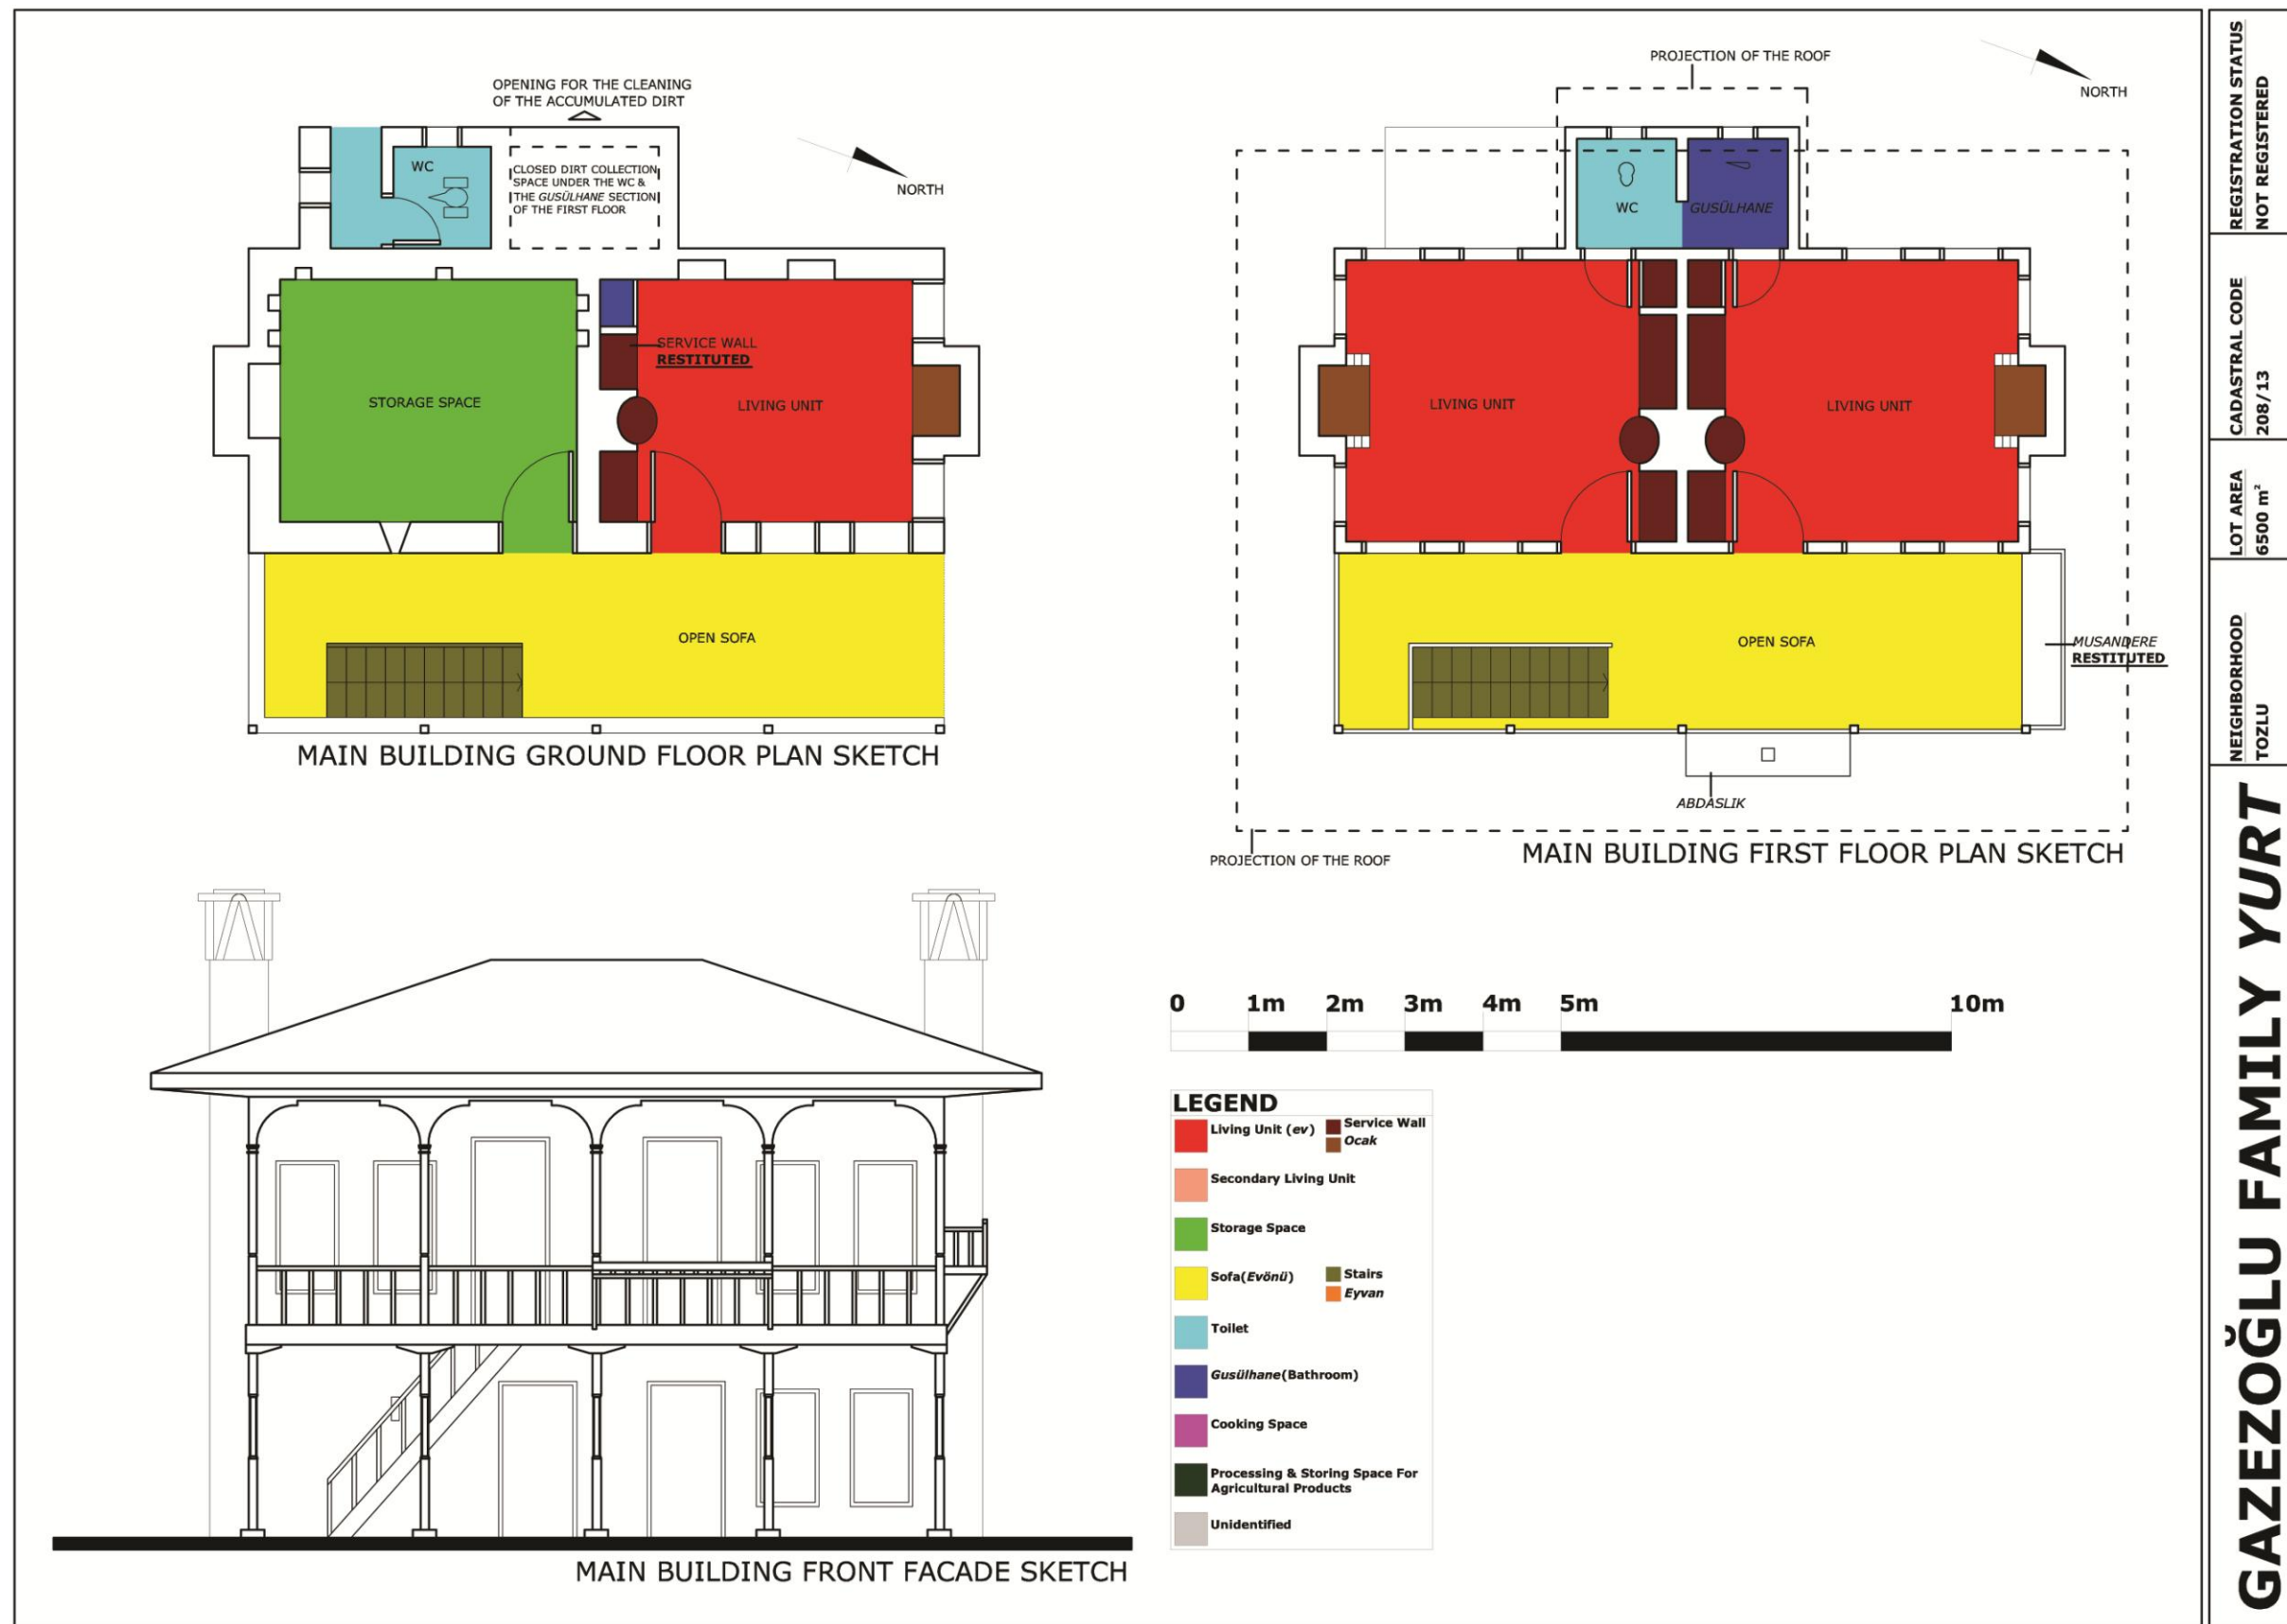 OPENING FOR THE CLEANING
OF THE ACCUMULATED DIRT
WC
CLOSED DIRT COLLECTION
SPACE UNDER THE WC &
THE GUSÜLHANE SECTION
OF THE FIRST FLOOR
NORTH
SERVICE WALL
RESTITUTED
STORAGE SPACE
LIVING UNIT
OPEN SOFA
MAIN BUILDING GROUND FLOOR PLAN SKETCH
PROJECTION OF THE ROOF
NORTH
WC
GUSÜLHANE
LIVING UNIT
LIVING UNIT
OPEN SOFA
MUSANDERE
RESTITUTED
ABDASLIK
PROJECTION OF THE ROOF
MAIN BUILDING FIRST FLOOR PLAN SKETCH
MAIN BUILDING FRONT FACADE SKETCH
0 1m 2m 3m 4m 5m 10m
LEGEND
Living Unit (ev)
Service Wall
Ocak
Secondary Living Unit
Storage Space
Sofa(Evönü)
Stairs
Eyvan
Toilet
Gusülhane(Bathroom)
Cooking Space
Processing & Storing Space For
Agricultural Products
Unidentified
REGISTRATION STATUS
NOT REGISTERED
CADASTRAL CODE
208/13
LOT AREA
6500 m²
NEIGHBORHOOD
TOZLU
GAZEZOĞLU FAMILY YURT